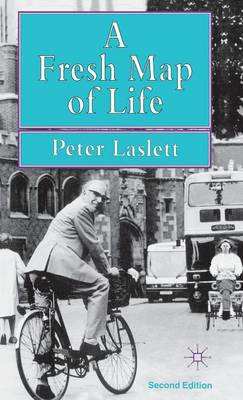 A
Fresh Map
of Life
Peter Laslett
Second Edition